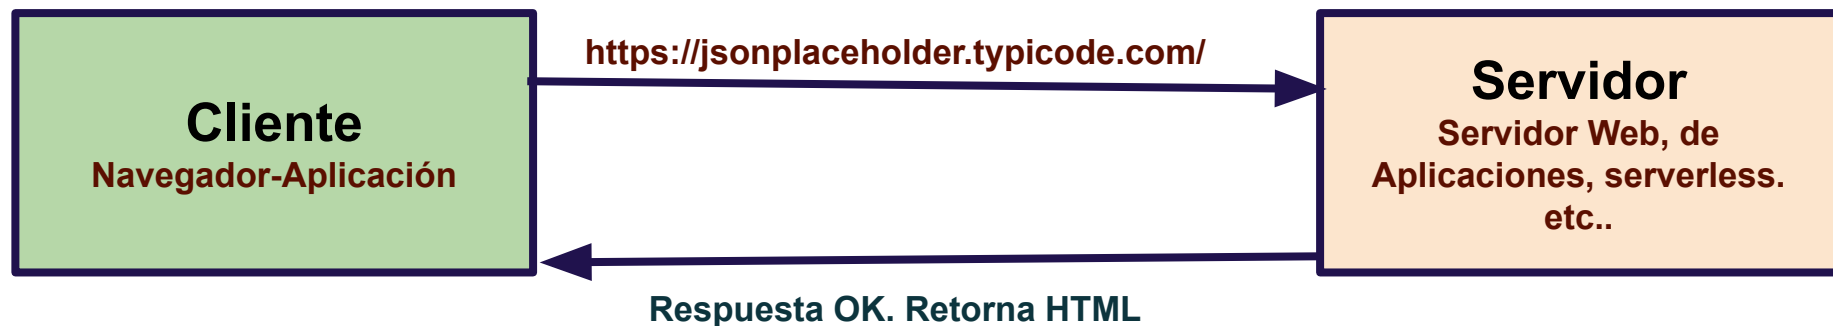 Cliente
Navegador-Aplicación
https://jsonplaceholder.typicode.com/
Servidor
Servidor Web, de
Aplicaciones, serverless.
etc..
Respuesta OK. Retorna HTML